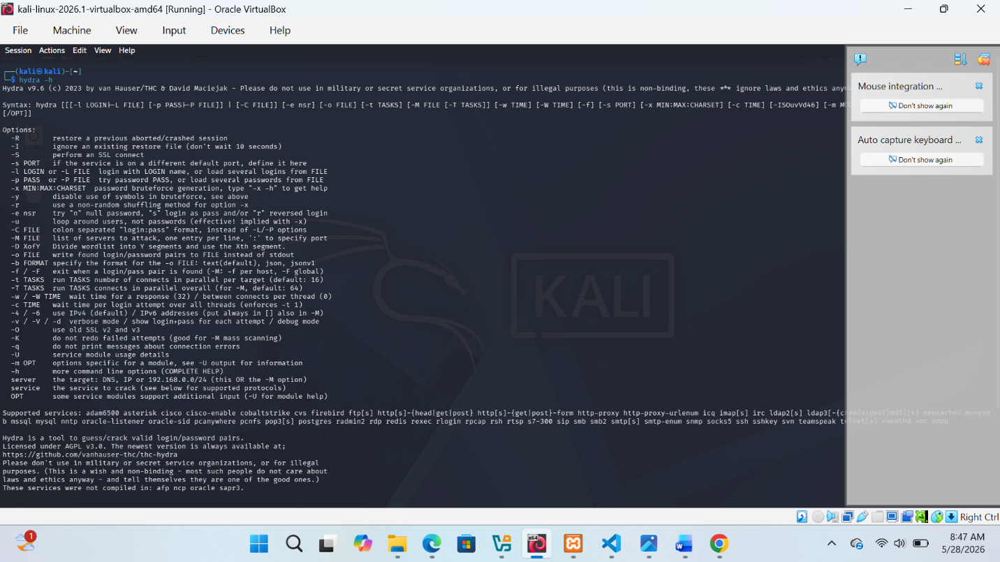 kali-linux-2026.1-virtualbox-amd64 [Running] - Oracle VirtualBox
File Machine View Input Devices Help
Session Actions Edit View Help
(kali㉿kali)-[~]
$ hydra -h
Hydra v9.6 (c) 2023 by van Hauser/THC & David Maciejak - Please do not use in military or secret service organizations, or for illegal purposes (this is non-binding, these *** ignore laws and ethics
Syntax: hydra [[[-l LOGIN|-L FILE] [-p PASS|-P FILE]] | [-C FILE]] [-e nsr] [-o FILE] [-t TASKS] [-M FILE [-T TASKS]] [-w TIME] [-W TIME] [-f] [-s PORT] [-x MIN:MAX:CHARSET] [-c TIME] [-ISOuvVd46] [-m
[/OPT]]
Options:
-R restore a previous aborted/crashed session
-I ignore an existing restore file (don't wait 10 seconds)
-S perform an SSL connect
-s PORT if the service is on a different default port, define it here
-l LOGIN or -L FILE login with LOGIN name, or load several logins from FILE
-p PASS or -P FILE try password PASS, or load several passwords from FILE
-x MIN:MAX:CHARSET password bruteforce generation, type "-x -h" to get help
-y disable use of symbols in bruteforce, see above
-r use a non-random shuffling method for option -x
-e nsr try "n" null password, "s" login as pass and/or "r" reversed login
-u loop around users, not passwords (effective! implied with -x)
-C FILE colon separated "login:pass" format, instead of -L/-P options
-M FILE list of servers to attack, one entry per line, ':' to specify port
-D XofY Divide wordlist into Y segments and use the Xth segment.
-o FILE write found login/password pairs to FILE instead of stdout
-b FORMAT specify the format for the -o FILE: text(default), json, jsonv1
-f / -F exit when a login/pass pair is found (-M: -f per host, -F global)
-t TASKS run TASKS number of connects in parallel per target (default: 16)
-T TASKS run TASKS connects in parallel overall (for -M, default: 64)
-w / -W TIME wait time for a response (32) / between connects per thread (0)
-c TIME wait time per login attempt over all threads (enforces -t 1)
-4 / -6 use IPv4 (default) / IPv6 addresses (put always in [] also in -M)
-v / -V / -d verbose mode / show login+pass for each attempt / debug mode
-O use old SSL v2 and v3
-K do not redo failed attempts (good for -M mass scanning)
-q do not print messages about connection errors
-U service module usage details
-m OPT options specific for a module, see -U output for information
-h more command line options (COMPLETE HELP)
server the target: DNS, IP or 192.168.0.0/24 (this OR the -M option)
service the service to crack (see below for supported protocols)
OPT some service modules support additional input (-U for module help)
Supported services: adam6500 asterisk cisco cisco-enable cobaltstrike cvs firebird ftp[s] http[s]-{head|get|post} http[s]-{get|post}-form http-proxy http-proxy-urlenum icq imap[s] irc ldap2[s] ldap3[-{cram|digest}md5][s] memcached mongod
b mssql mysql nntp oracle-listener oracle-sid pcanywhere pcnfs pop3[s] postgres radmin2 rdp redis rexec rlogin rpcap rsh rtsp s7-300 sip smb smb2 smtp[s] smtp-enum snmp socks5 ssh sshkey svn teamspeak telnet[s] vmauthd vnc xmpp
Hydra is a tool to guess/crack valid login/password pairs.
Licensed under AGPL v3.0. The newest version is always available at;
https://github.com/vanhauser-thc/thc-hydra
Please don't use in military or secret service organizations, or for illegal
purposes. (This is a wish and non-binding - most such people do not care about
laws and ethics anyway - and tell themselves they are one of the good ones.)
These services were not compiled in: afp ncp oracle sapr3.
KALI
Mouse integration ...
Don't show again
Auto capture keyboard ...
Don't show again
Right Ctrl
1
x64
8:47 AM
5/28/2026